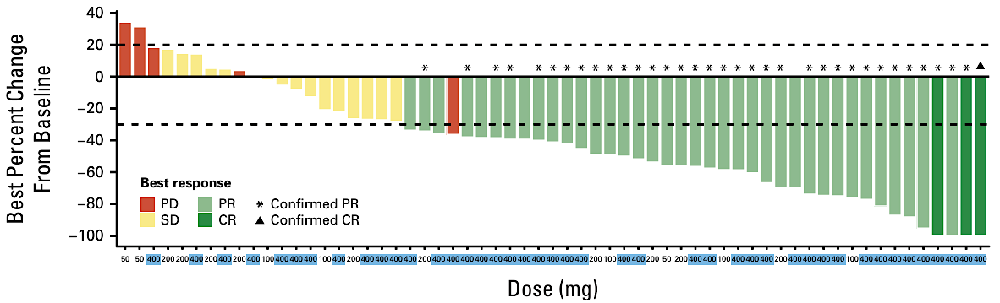 Best Percent Change
From Baseline
40
20
0
−20
−40
−60
−80
−100
Best response
PD PR * Confirmed PR
SD CR ▲ Confirmed CR
50 50 400 200 200 400 200 400 200 400 100 400 400 400 100 400 200 400 400 400 400 200 400 400 400 400 400 400 400 400 400 400 400 200 100 400 400 200 50 200 400 400 100 400 400 400 200 400 400 400 400 100 400 400 400 400 400 400 400 400 400
Dose (mg)